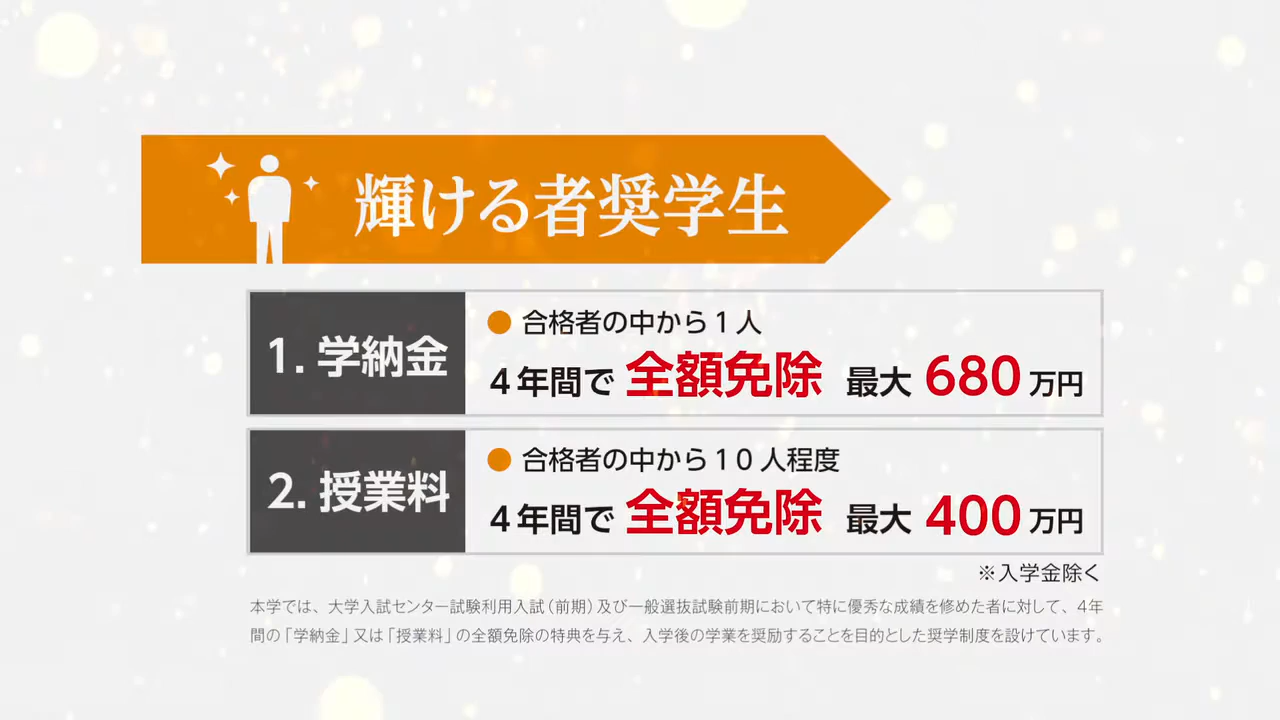 輝ける者奨学生
1. 学納金
● 合格者の中から1人
4年間で 全額免除 最大 680 万円
2. 授業料
● 合格者の中から10人程度
4年間で 全額免除 最大 400 万円
※入学金除く
本学では、大学入試センター試験利用入試（前期）及び一般選抜試験前期において特に優秀な成績を修めた者に対して、4年
間の「学納金」又は「授業料」の全額免除の特典を与え、入学後の学業を奨励することを目的とした奨学制度を設けています。